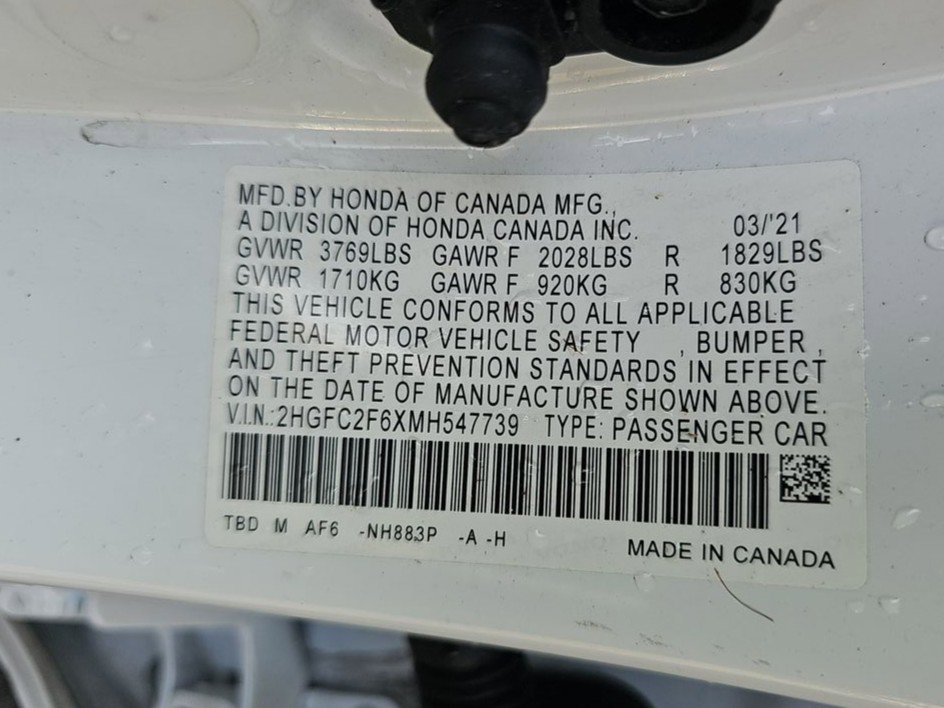 MFD.BY HONDA OF CANADA MFG.,
A DIVISION OF HONDA CANADA INC. 03/'21
GVWR 3769LBS GAWR F 2028LBS R 1829LBS
GVWR 1710KG GAWR F 920KG R 830KG
THIS VEHICLE CONFORMS TO ALL APPLICABLE
FEDERAL MOTOR VEHICLE SAFETY , BUMPER ,
AND THEFT PREVENTION STANDARDS IN EFFECT
ON THE DATE OF MANUFACTURE SHOWN ABOVE.
V.I.N.:2HGFC2F6XMH547739 TYPE: PASSENGER CAR
TBD M AF6 -NH883P -A -H
MADE IN CANADA